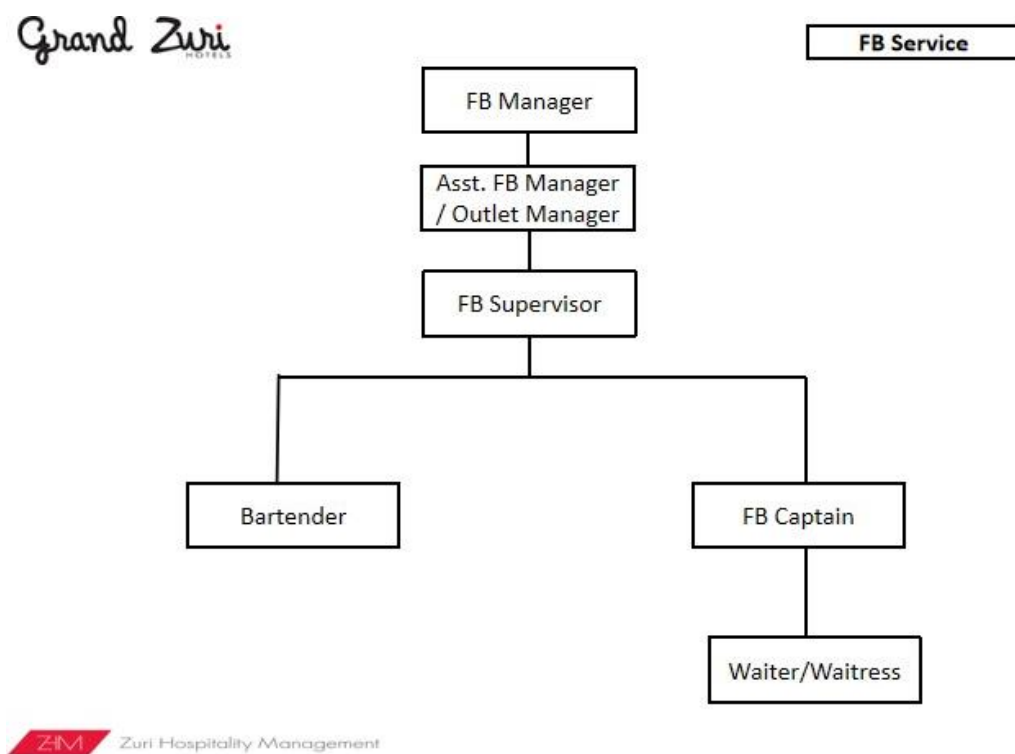 Grand Zuri
HOTELS
FB Service
FB Manager
Asst. FB Manager
/ Outlet Manager
FB Supervisor
Bartender
FB Captain
Waiter/Waitress
ZHM Zuri Hospitality Management